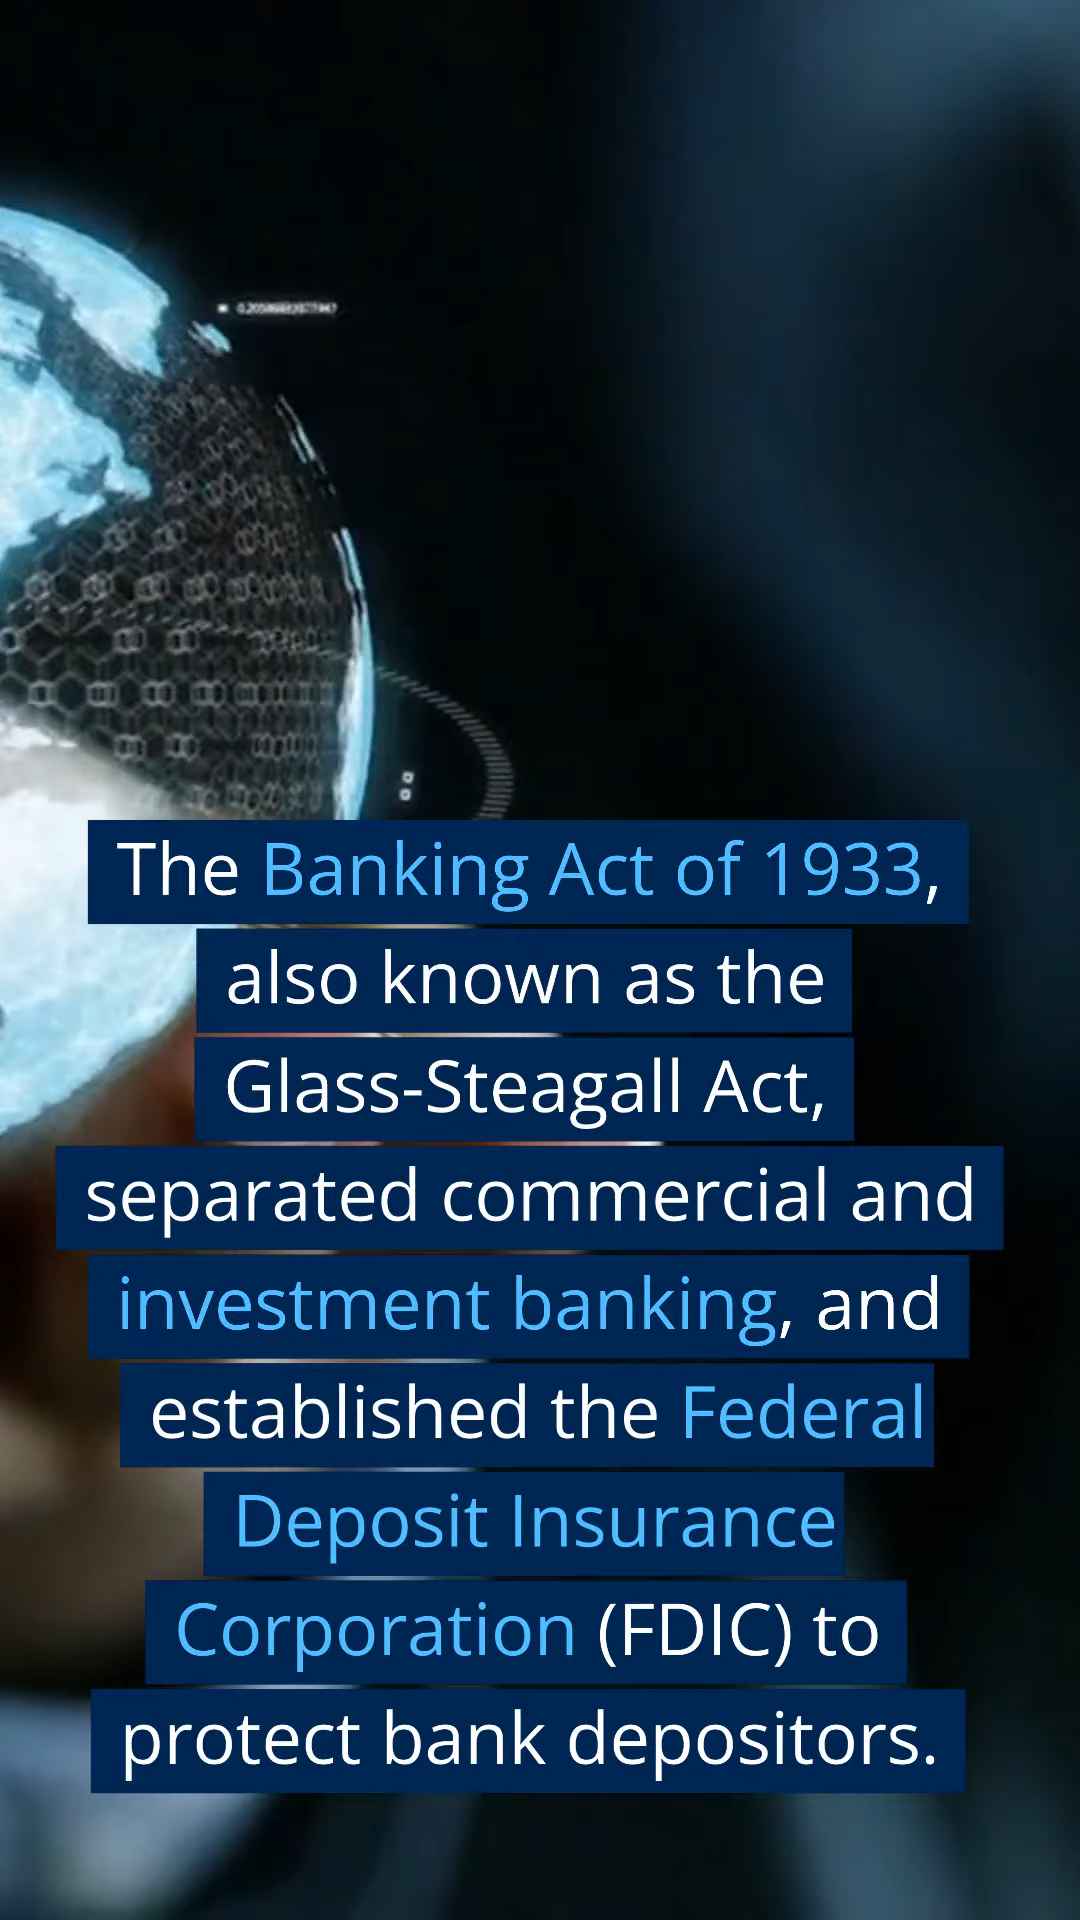 The Banking Act of 1933,
also known as the
Glass-Steagall Act,
separated commercial and
investment banking, and
established the Federal
Deposit Insurance
Corporation (FDIC) to
protect bank depositors.